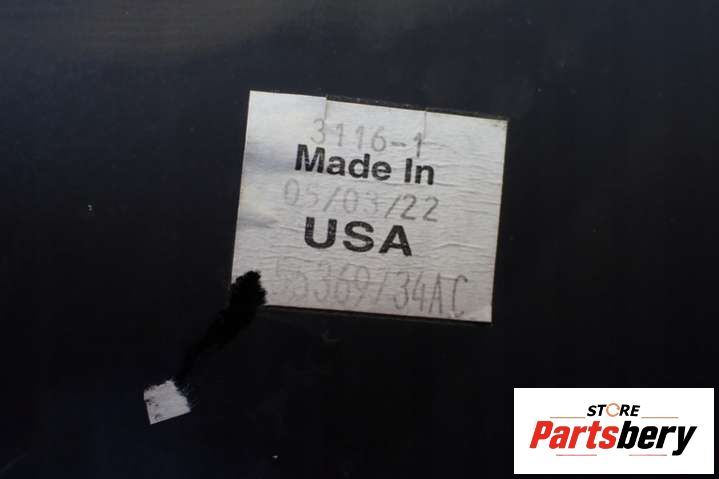 3116-1
Made In
05/03/22
USA
55369734AC
STORE
Partsbery